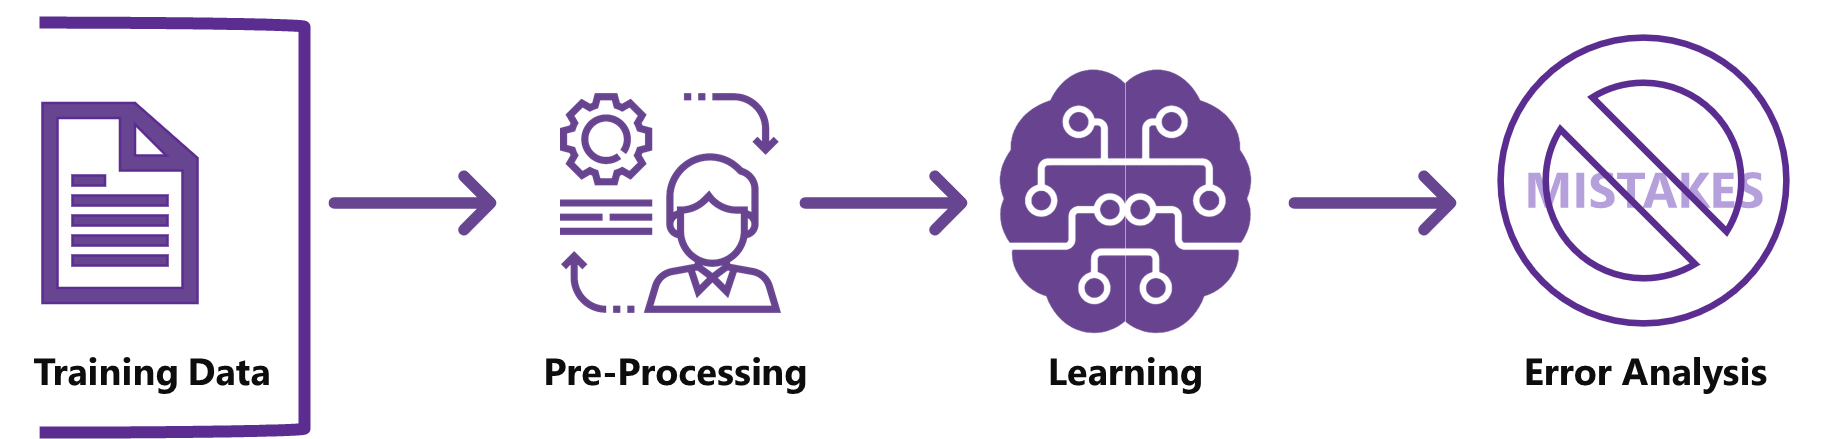 MISTAKES
Training Data
Pre-Processing
Learning
Error Analysis